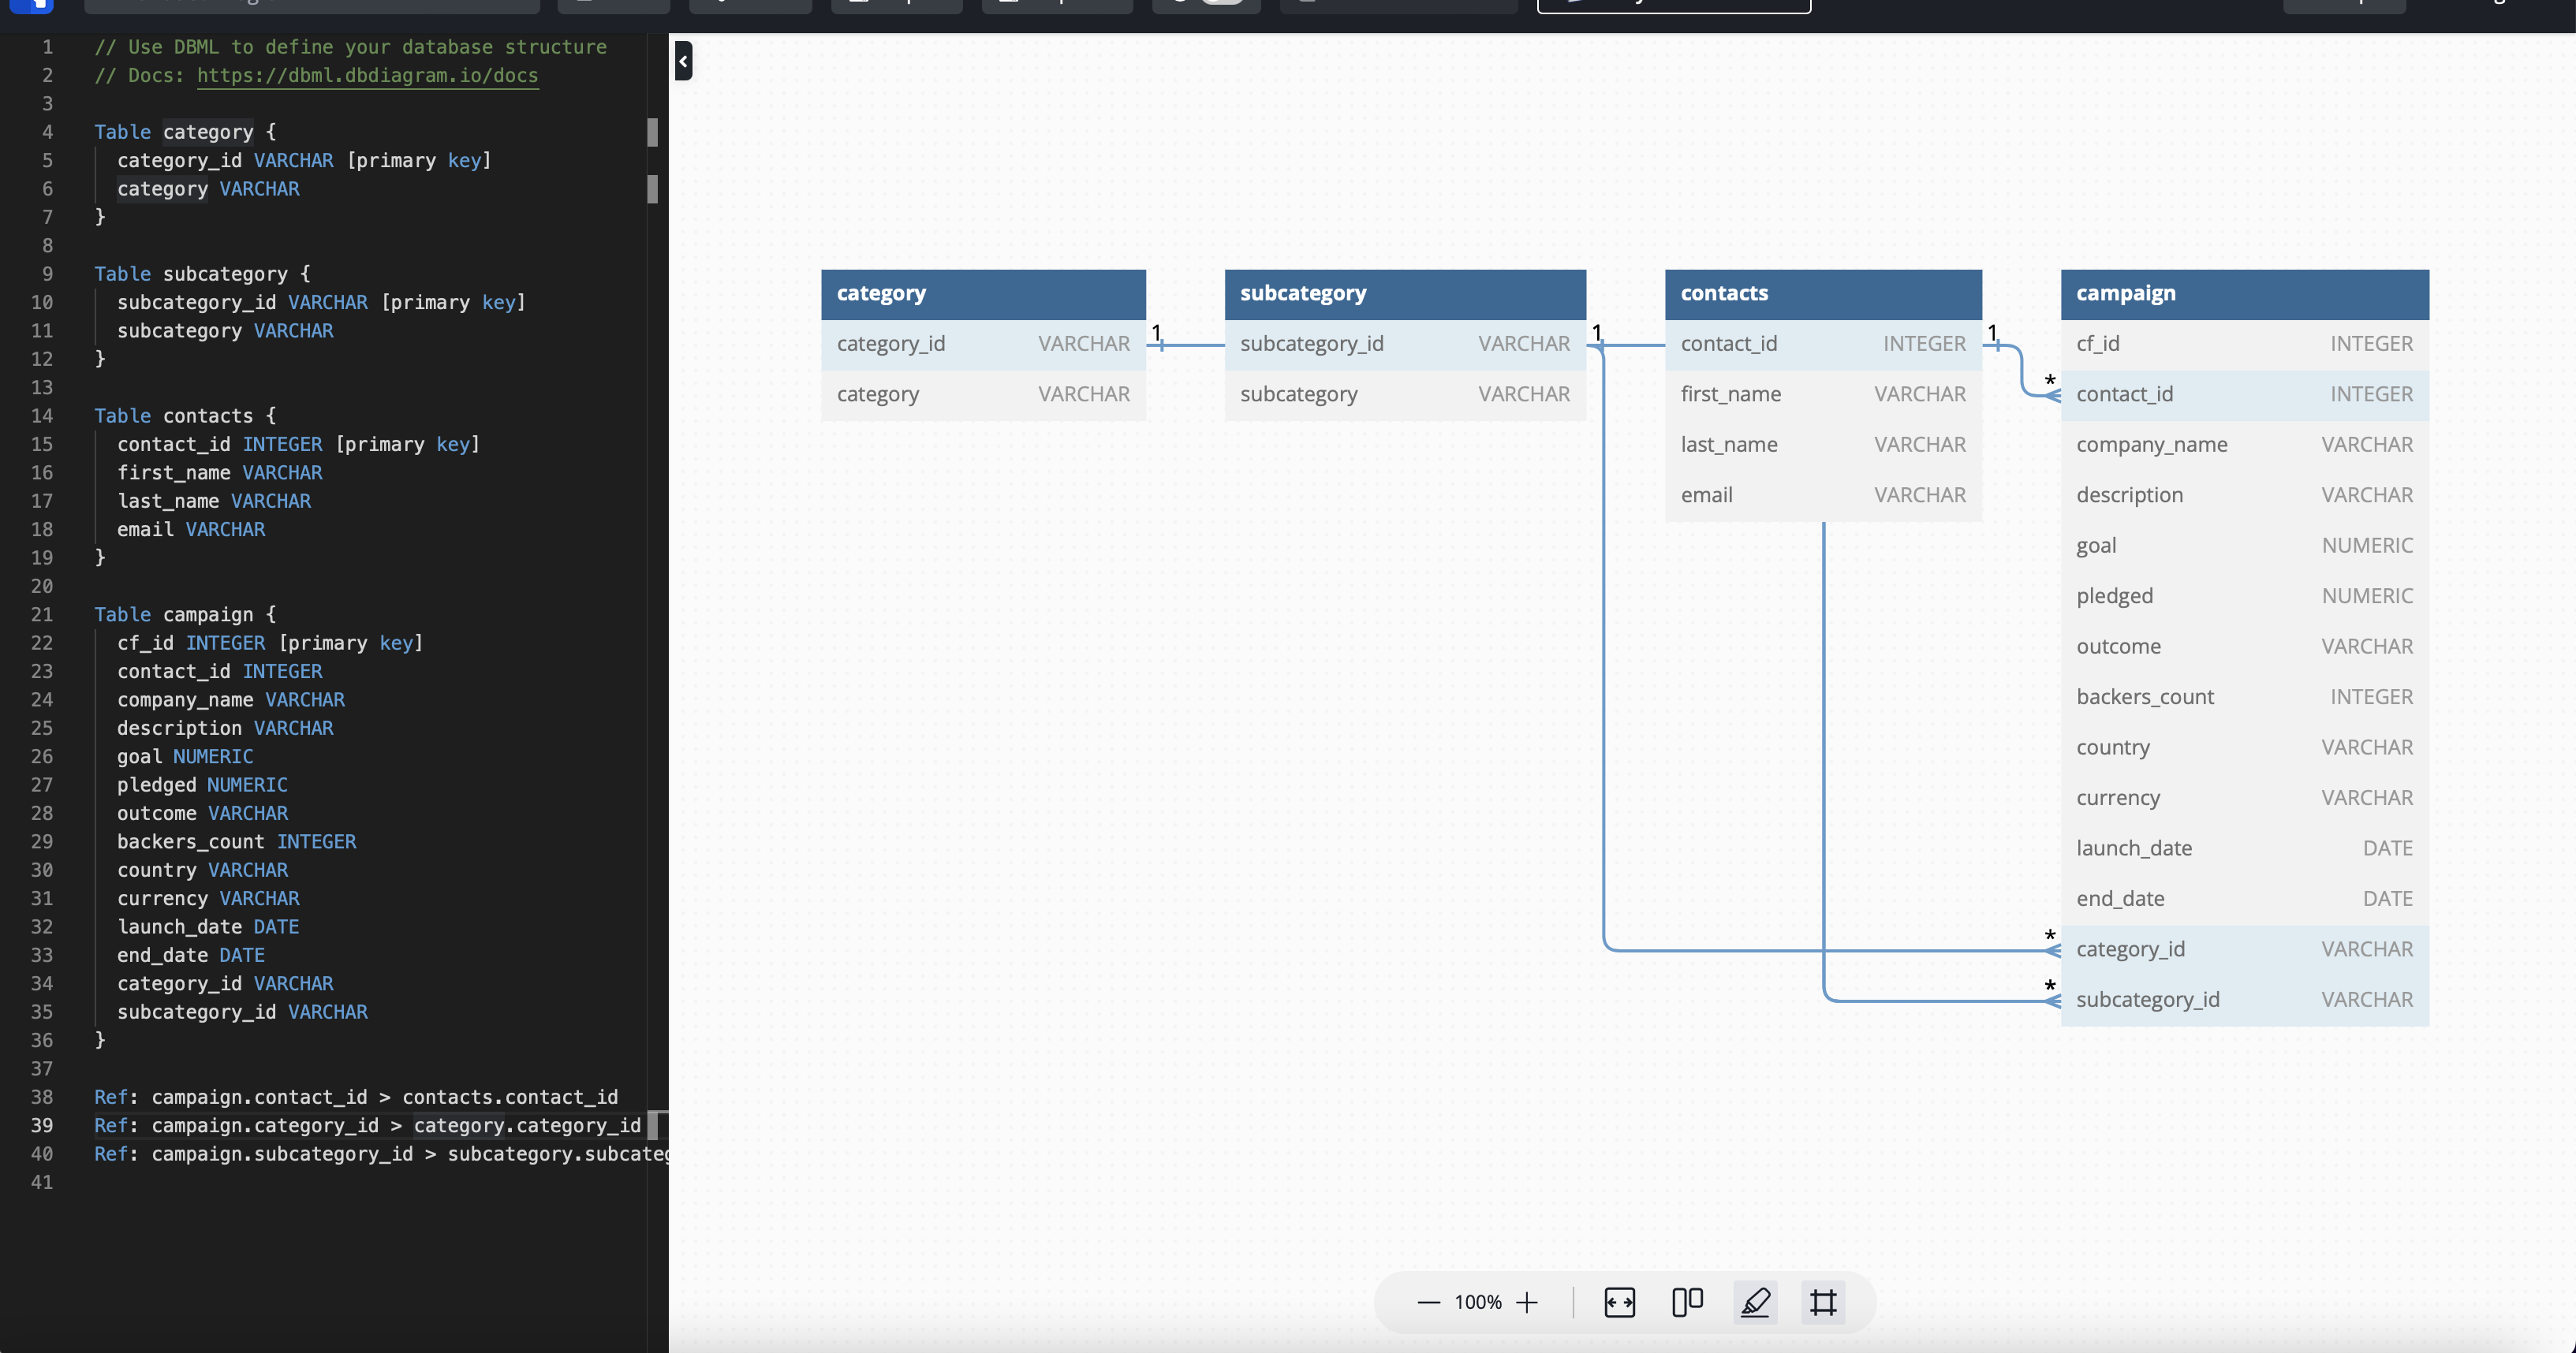 1 // Use DBML to define your database structure
2 // Docs: https://dbml.dbdiagram.io/docs
3
4 Table category {
5 category_id VARCHAR [primary key]
6 category VARCHAR
7 }
8
9 Table subcategory {
10 subcategory_id VARCHAR [primary key]
11 subcategory VARCHAR
12 }
13
14 Table contacts {
15 contact_id INTEGER [primary key]
16 first_name VARCHAR
17 last_name VARCHAR
18 email VARCHAR
19 }
20
21 Table campaign {
22 cf_id INTEGER [primary key]
23 contact_id INTEGER
24 company_name VARCHAR
25 description VARCHAR
26 goal NUMERIC
27 pledged NUMERIC
28 outcome VARCHAR
29 backers_count INTEGER
30 country VARCHAR
31 currency VARCHAR
32 launch_date DATE
33 end_date DATE
34 category_id VARCHAR
35 subcategory_id VARCHAR
36 }
37
38 Ref: campaign.contact_id > contacts.contact_id
39 Ref: campaign.category_id > category.category_id
40 Ref: campaign.subcategory_id > subcategory.subcateg
41
category
category_id VARCHAR
category VARCHAR
1
subcategory
subcategory_id VARCHAR
subcategory VARCHAR
1
contacts
contact_id INTEGER
first_name VARCHAR
last_name VARCHAR
email VARCHAR
1
*
campaign
cf_id INTEGER
contact_id INTEGER
company_name VARCHAR
description VARCHAR
goal NUMERIC
pledged NUMERIC
outcome VARCHAR
backers_count INTEGER
country VARCHAR
currency VARCHAR
launch_date DATE
end_date DATE
* category_id VARCHAR
* subcategory_id VARCHAR
100%